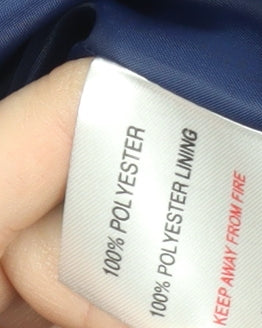 100% POLYESTER
100% POLYESTER LINING
KEEP AWAY FROM FIRE